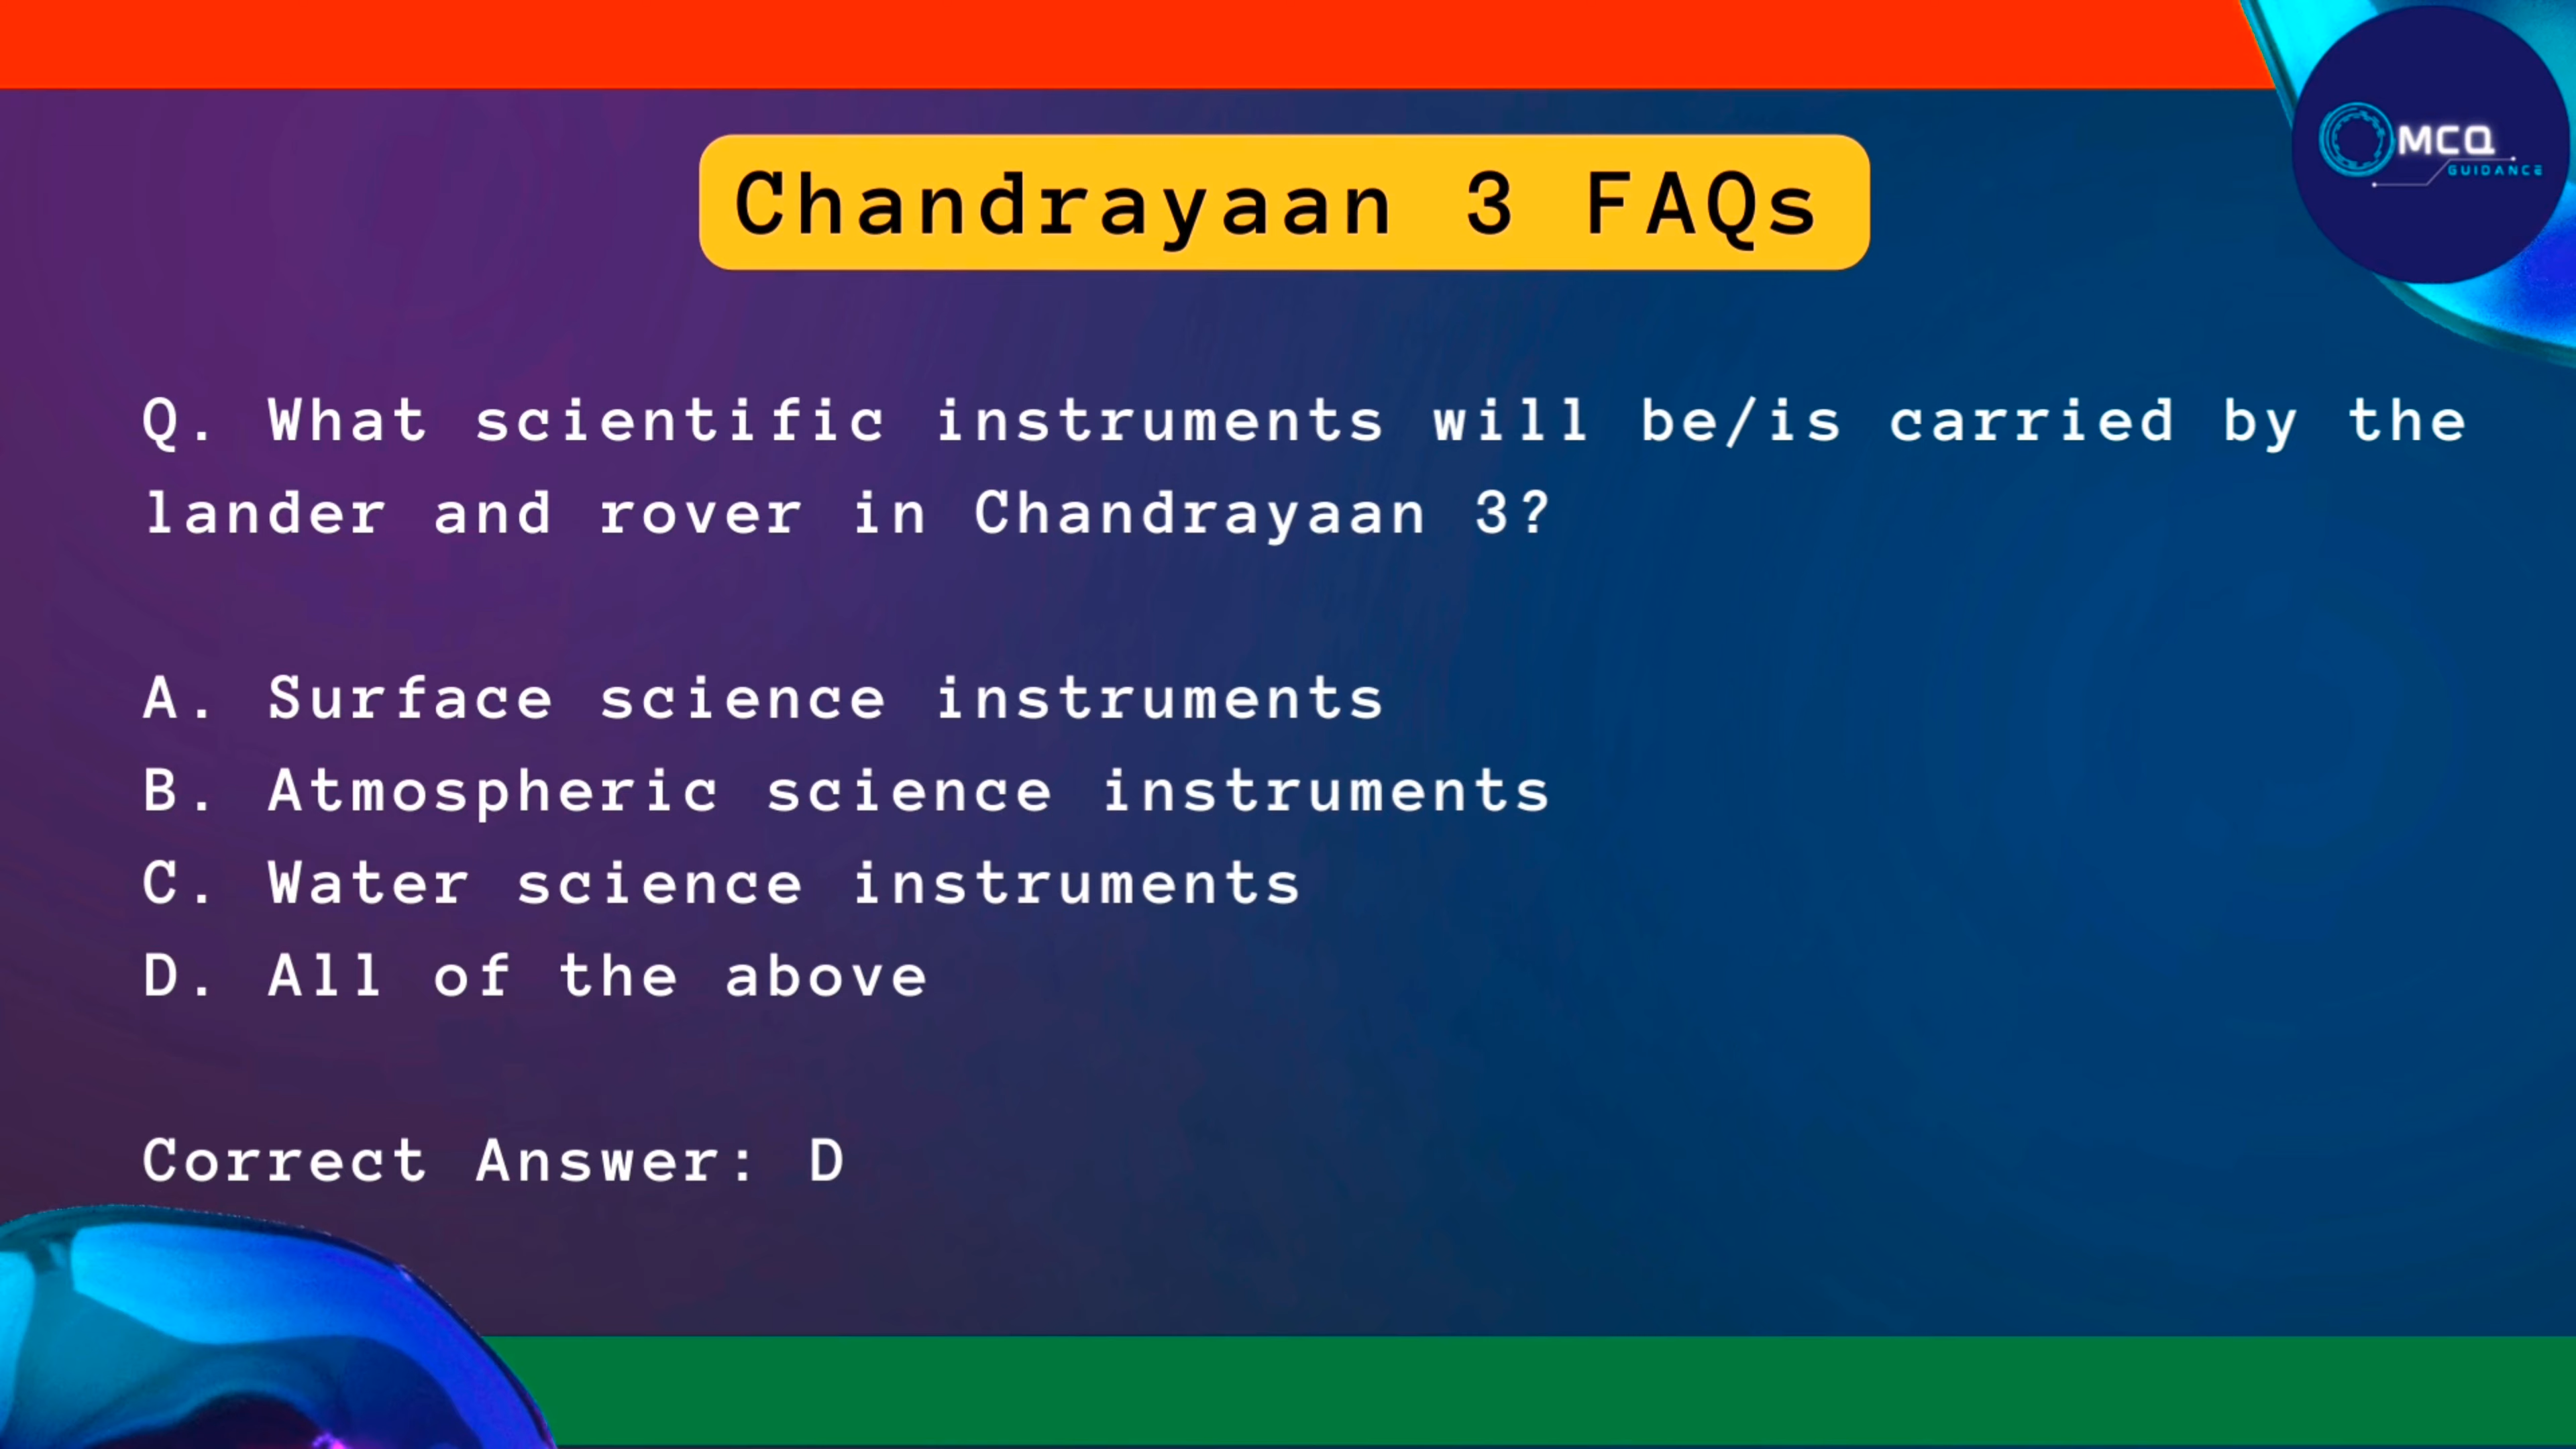 MCQ
GUIDANCE
Chandrayaan 3 FAQs
Q. What scientific instruments will be/is carried by the
lander and rover in Chandrayaan 3?
A. Surface science instruments
B. Atmospheric science instruments
C. Water science instruments
D. All of the above
Correct Answer: D